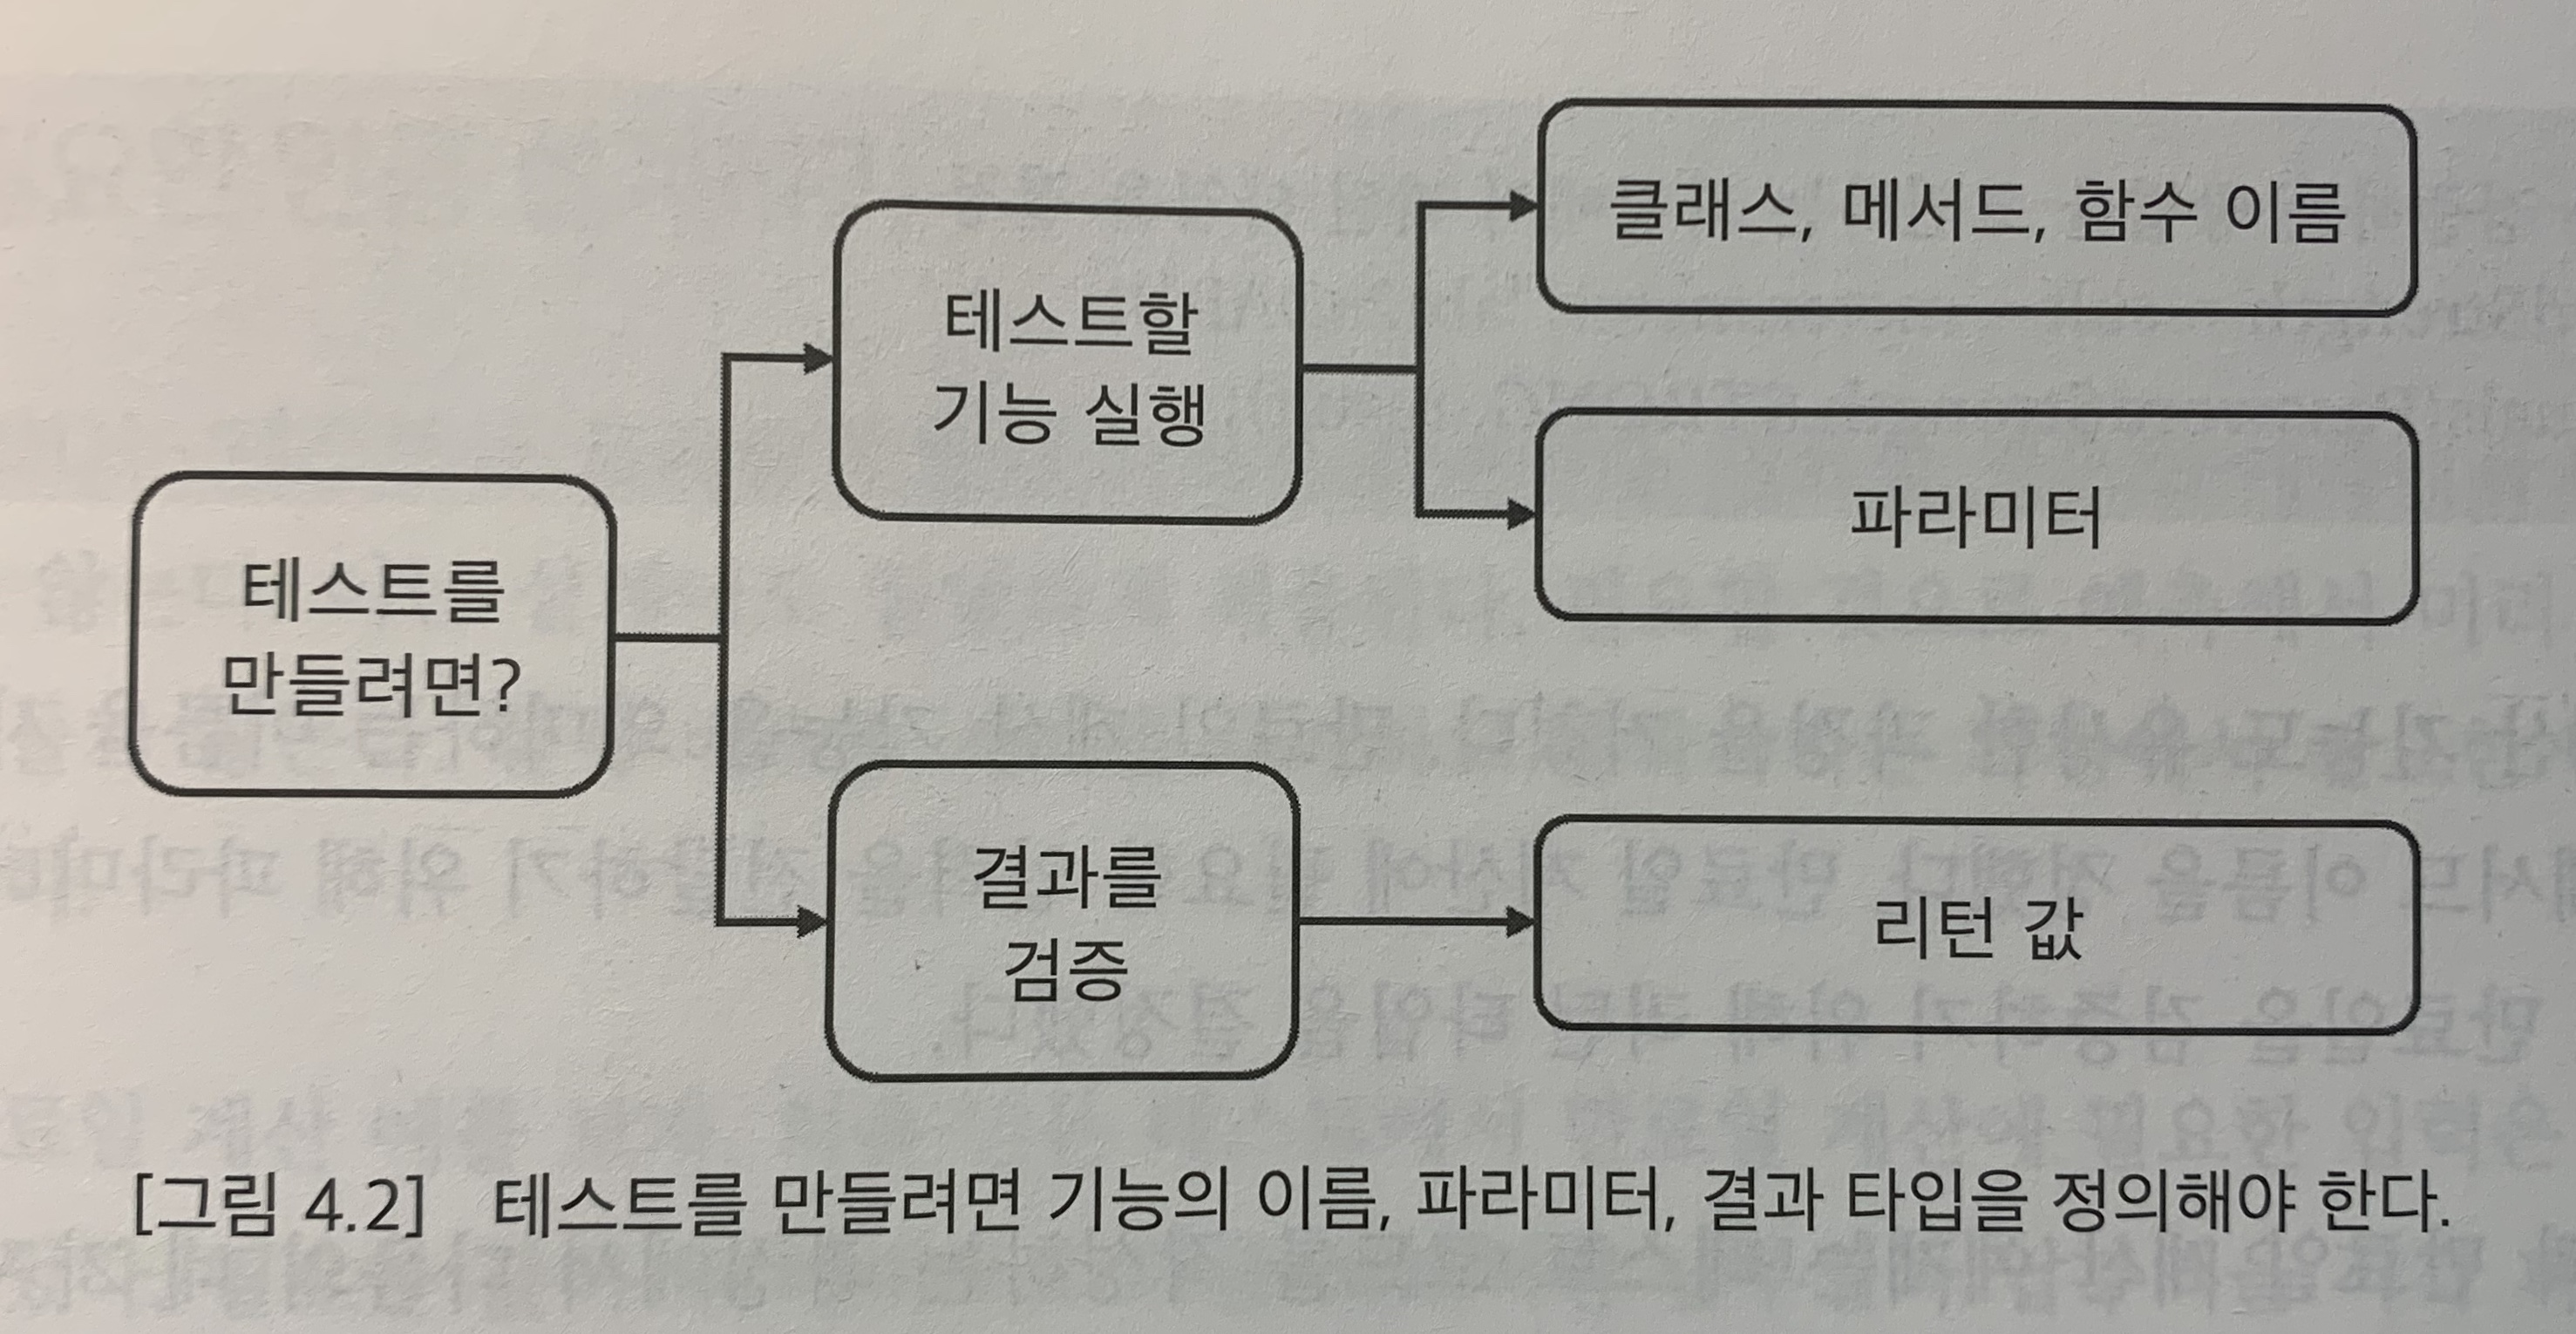 테스트를
만들려면?
테스트할
기능 실행
클래스, 메서드, 함수 이름
파라미터
결과를
검증
리턴 값
[그림 4.2] 테스트를 만들려면 기능의 이름, 파라미터, 결과 타입을 정의해야 한다.